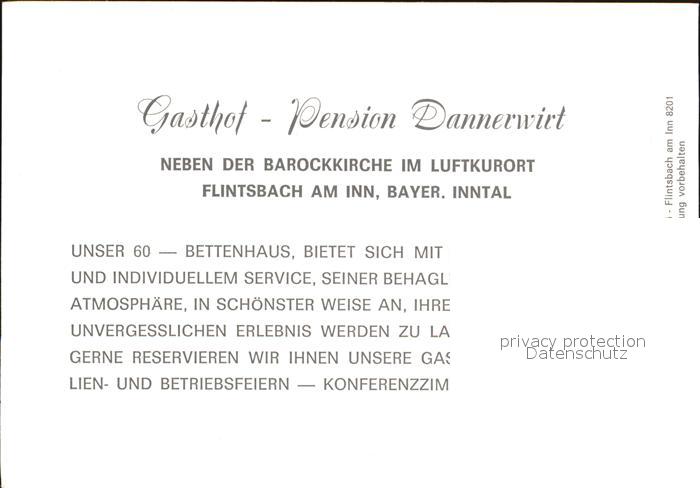 Gasthof - Pension Dannerwirt
NEBEN DER BAROCKKIRCHE IM LUFTKURORT
FLINTSBACH AM INN, BAYER. INNTAL
UNSER 60 — BETTENHAUS, BIETET SICH MIT
UND INDIVIDUELLEM SERVICE, SEINER BEHAGL
ATMOSPHÄRE, IN SCHÖNSTER WEISE AN, IHRE
UNVERGESSLICHEN ERLEBNIS WERDEN ZU LA
GERNE RESERVIEREN WIR IHNEN UNSERE GAS
LIEN- UND BETRIEBSFEIERN — KONFERENZZIM
privacy protection
Datenschutz
- Flintsbach am Inn 8201
ung vorbehalten